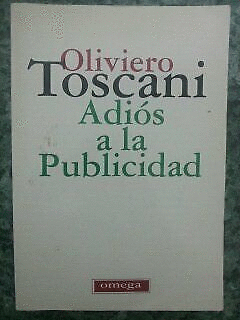 Oliviero
Toscani
Adiós
a la
Publicidad
omega